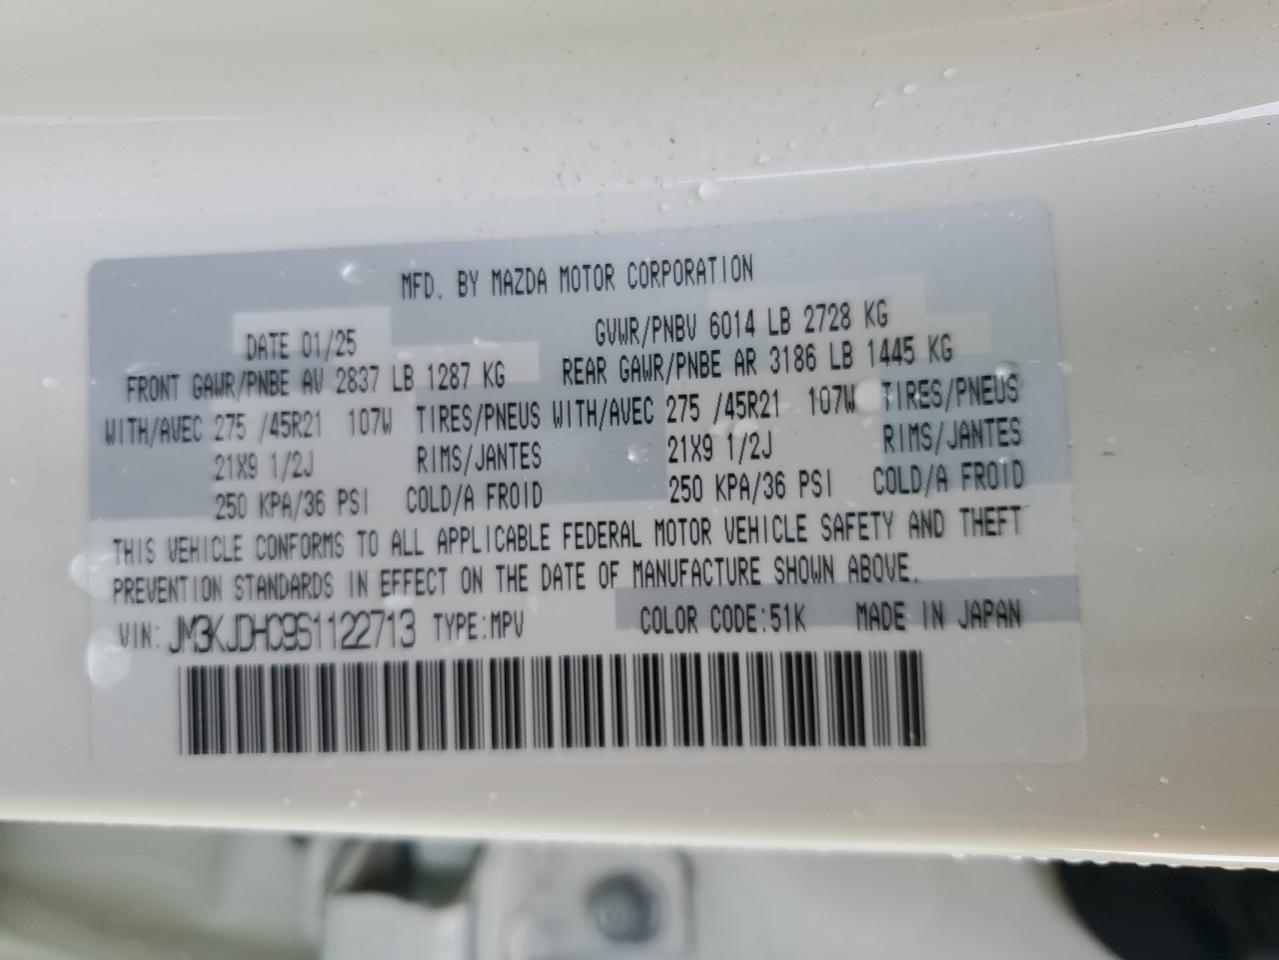 MFD. BY MAZDA MOTOR CORPORATION
DATE 01/25 GVWR/PNBV 6014 LB 2728 KG
FRONT GAWR/PNBE AV 2837 LB 1287 KG REAR GAWR/PNBE AR 3186 LB 1445 KG
WITH/AVEC 275 /45R21 107W TIRES/PNEUS WITH/AVEC 275 /45R21 107W TIRES/PNEUS
21X9 1/2J RIMS/JANTES 21X9 1/2J RIMS/JANTES
250 KPA/36 PSI COLD/A FROID 250 KPA/36 PSI COLD/A FROID
THIS VEHICLE CONFORMS TO ALL APPLICABLE FEDERAL MOTOR VEHICLE SAFETY AND THEFT
PREVENTION STANDARDS IN EFFECT ON THE DATE OF MANUFACTURE SHOWN ABOVE.
VIN: JM3KJDHC9S1122713 TYPE:MPV COLOR CODE:51K MADE IN JAPAN